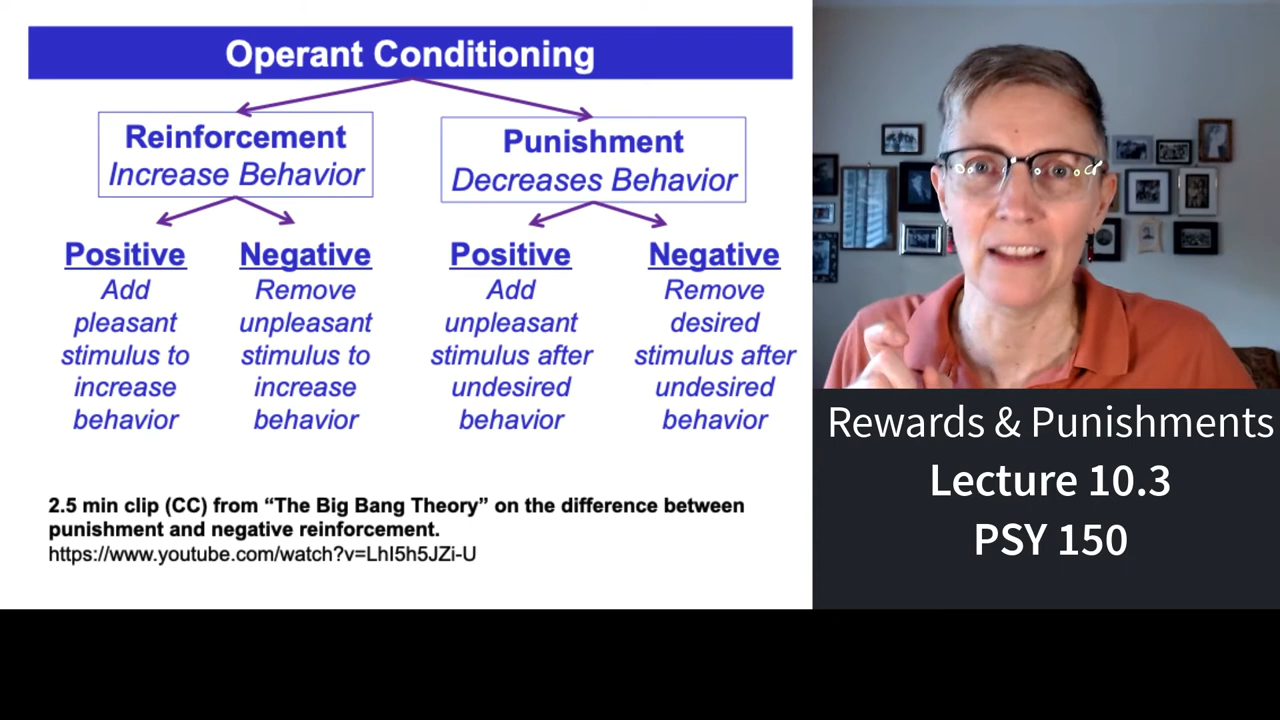 Operant Conditioning
Reinforcement
Increase Behavior
Punishment
Decreases Behavior
Positive
Add
pleasant
stimulus to
increase
behavior
Negative
Remove
unpleasant
stimulus to
increase
behavior
Positive
Add
unpleasant
stimulus after
undesired
behavior
Negative
Remove
desired
stimulus after
undesired
behavior
2.5 min clip (CC) from “The Big Bang Theory” on the difference between
punishment and negative reinforcement.
https://www.youtube.com/watch?v=LhI5h5JZi-U
Rewards & Punishments
Lecture 10.3
PSY 150